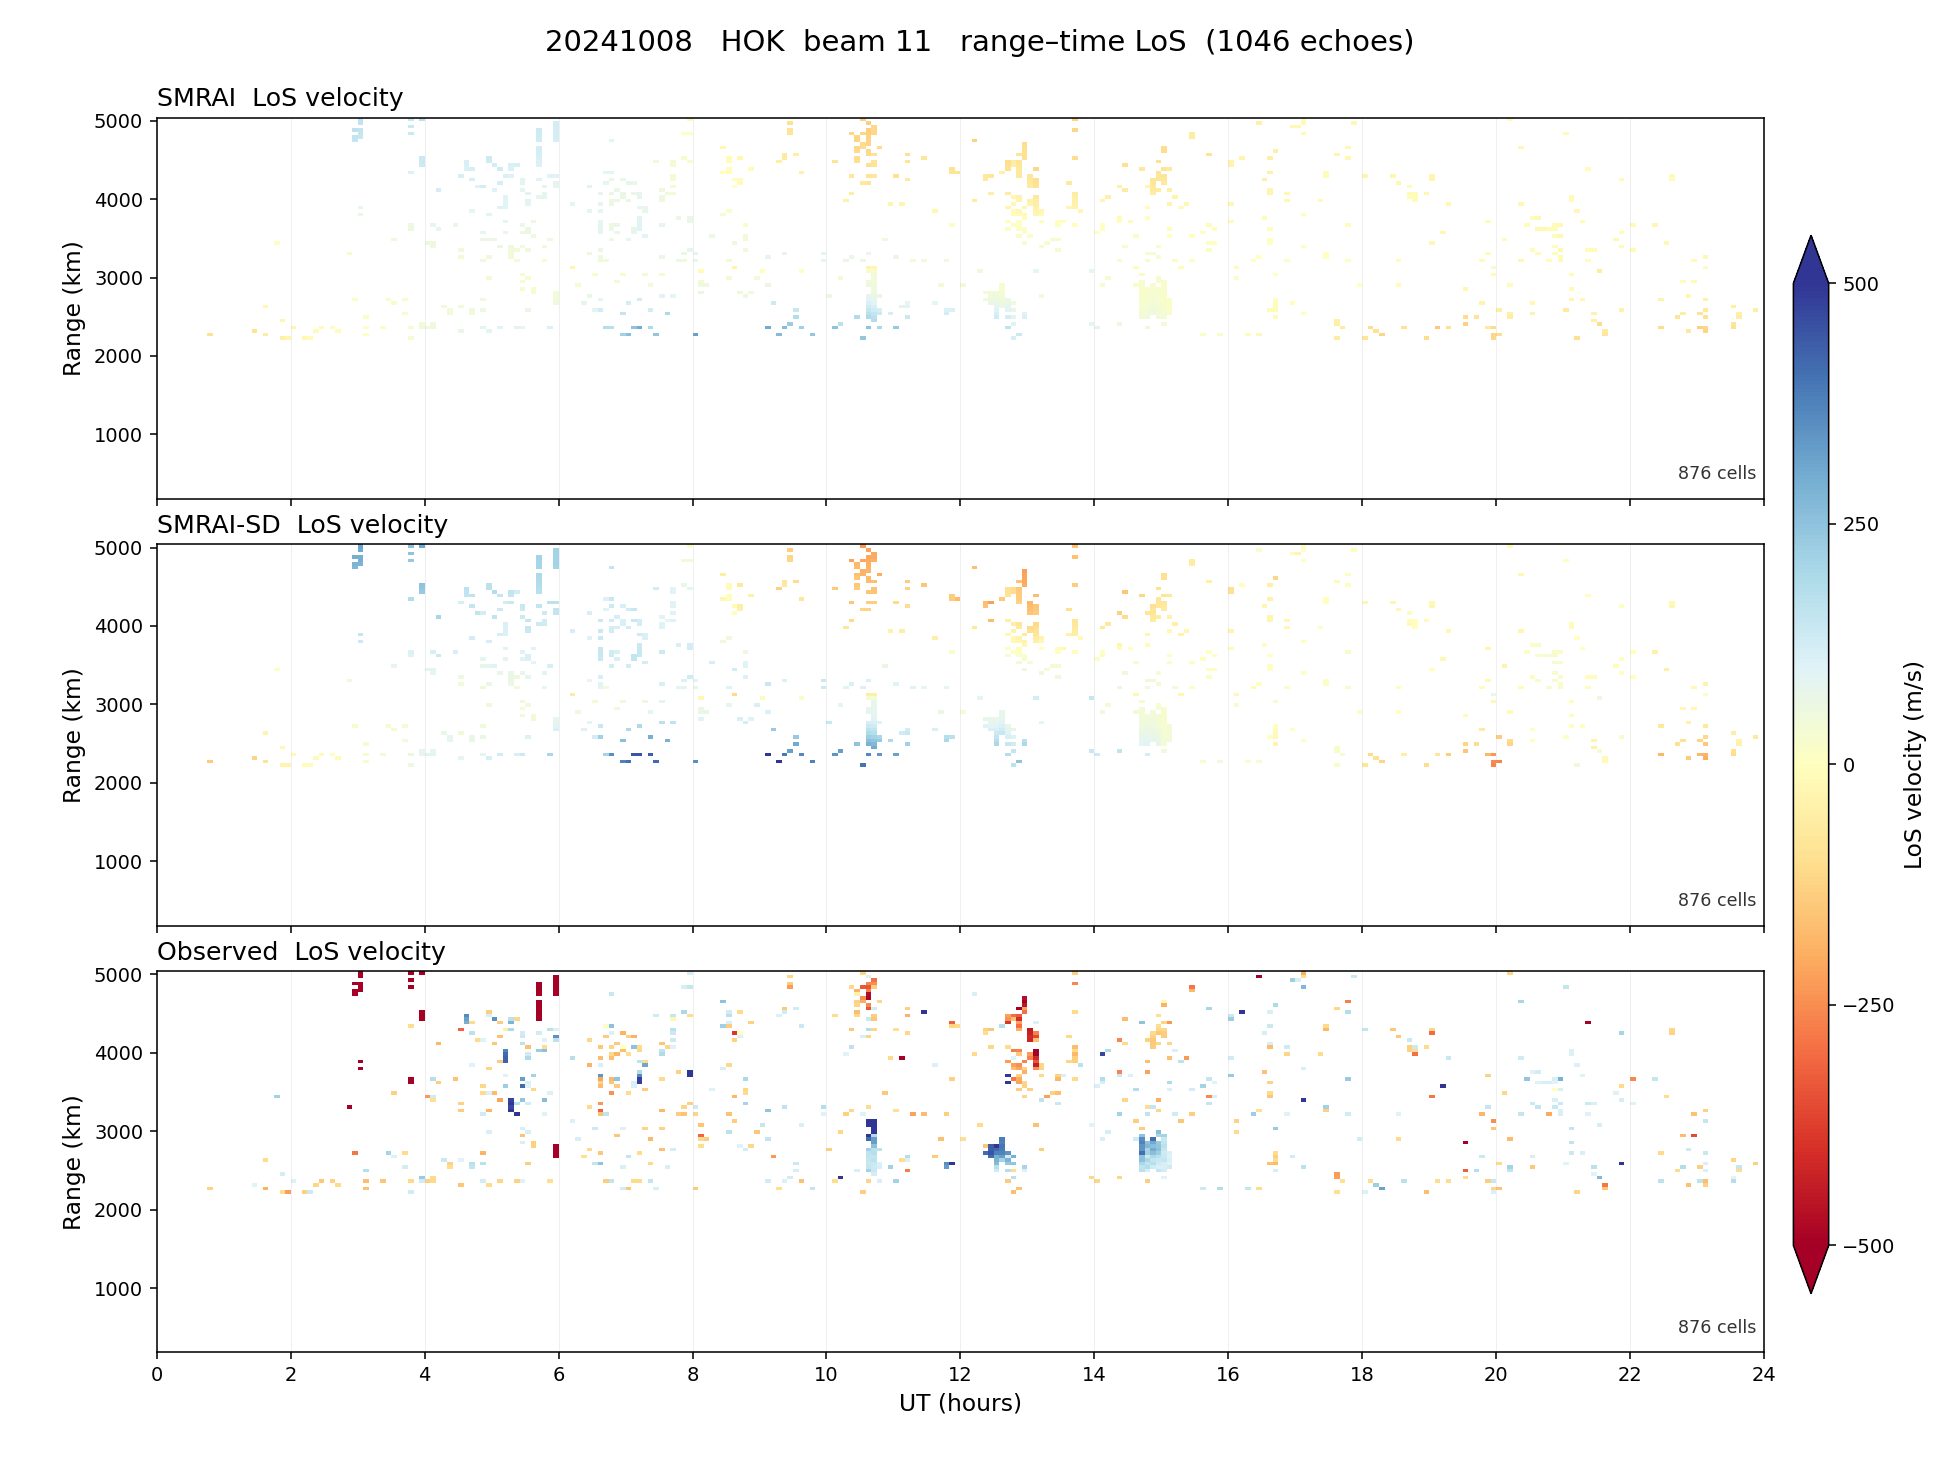 20241008 HOK beam 11 range–time LoS (1046 echoes)
SMRAI LoS velocity
5000
4000
3000
2000
1000
Range (km)
876 cells
SMRAI-SD LoS velocity
5000
4000
3000
2000
1000
Range (km)
876 cells
Observed LoS velocity
5000
4000
3000
2000
1000
Range (km)
876 cells
0 2 4 6 8 10 12 14 16 18 20 22 24
UT (hours)
500
250
0
−250
−500
LoS velocity (m/s)